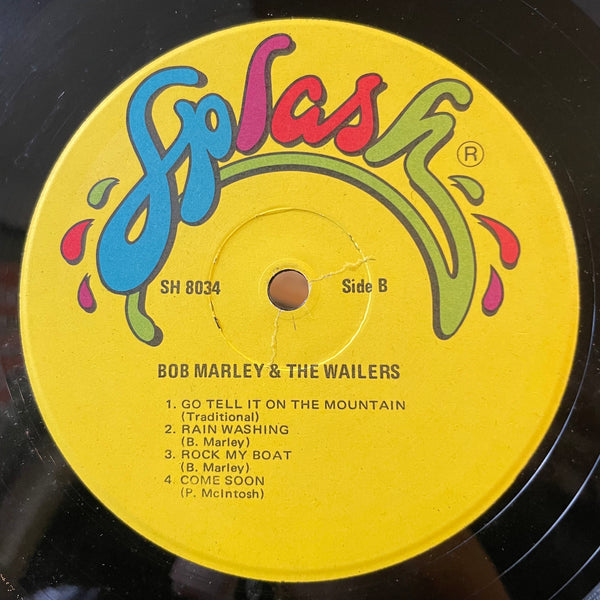 Splash
®
SH 8034 Side B
BOB MARLEY & THE WAILERS
1. GO TELL IT ON THE MOUNTAIN
(Traditional)
2. RAIN WASHING
(B. Marley)
3. ROCK MY BOAT
(B. Marley)
4 COME SOON
(P. McIntosh)